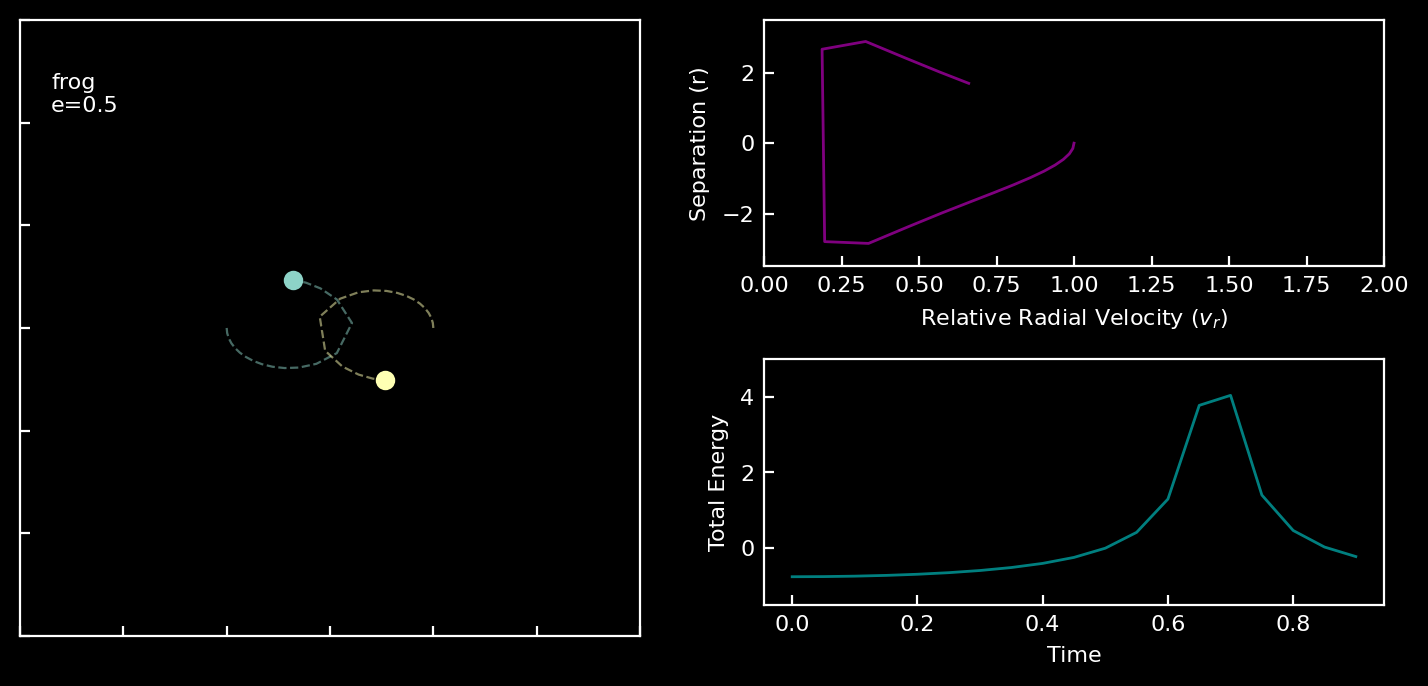 frog
e=0.5
Separation (r)
2
0
−2
0.00 0.25 0.50 0.75 1.00 1.25 1.50 1.75 2.00
Relative Radial Velocity (vᵣ)
Total Energy
4
2
0
0.0 0.2 0.4 0.6 0.8
Time